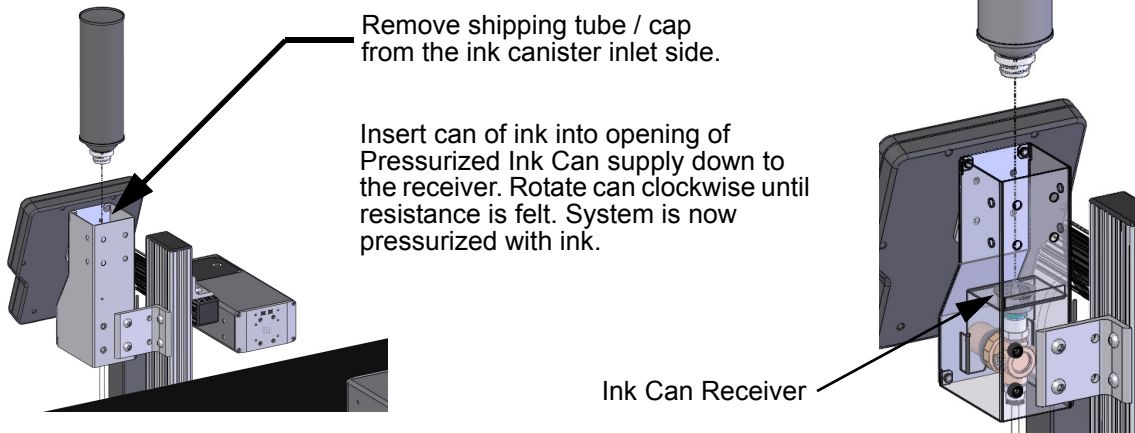 Remove shipping tube / cap
from the ink canister inlet side.
Insert can of ink into opening of
Pressurized Ink Can supply down to
the receiver. Rotate can clockwise until
resistance is felt. System is now
pressurized with ink.
Ink Can Receiver